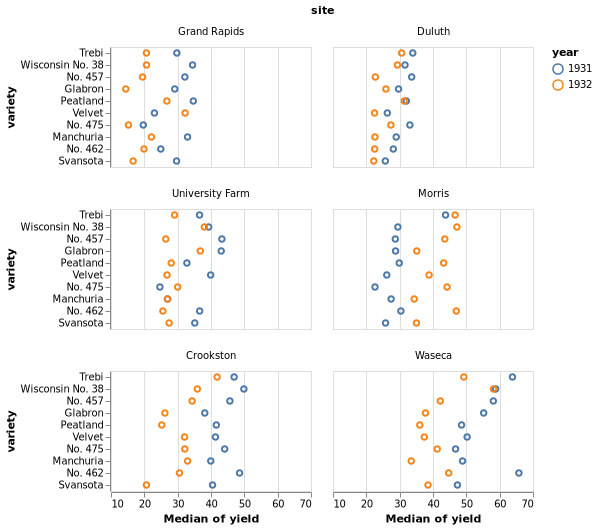 site
Grand Rapids Duluth
year
1931
1932
variety
Trebi
Wisconsin No. 38
No. 457
Glabron
Peatland
Velvet
No. 475
Manchuria
No. 462
Svansota
University Farm Morris
variety
Trebi
Wisconsin No. 38
No. 457
Glabron
Peatland
Velvet
No. 475
Manchuria
No. 462
Svansota
Crookston Waseca
variety
Trebi
Wisconsin No. 38
No. 457
Glabron
Peatland
Velvet
No. 475
Manchuria
No. 462
Svansota
10 20 30 40 50 60 70 10 20 30 40 50 60 70
Median of yield Median of yield